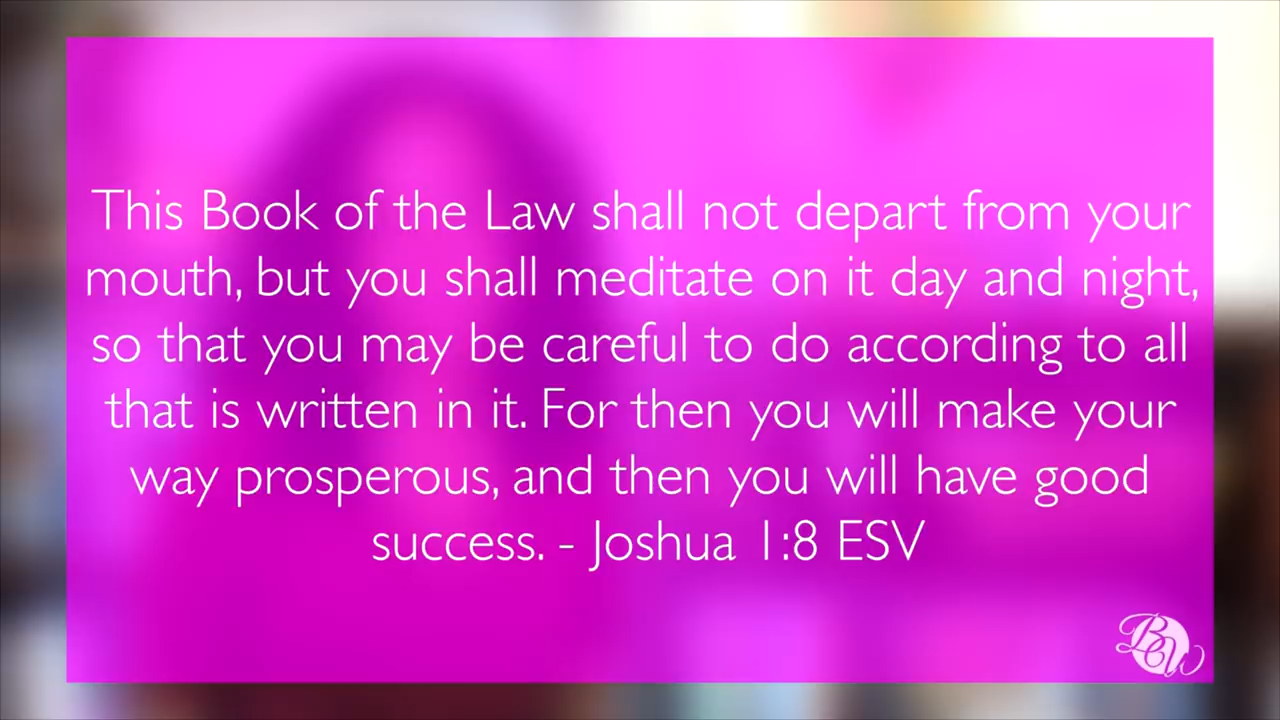 This Book of the Law shall not depart from your
mouth, but you shall meditate on it day and night,
so that you may be careful to do according to all
that is written in it. For then you will make your
way prosperous, and then you will have good
success. - Joshua 1:8 ESV
BCW